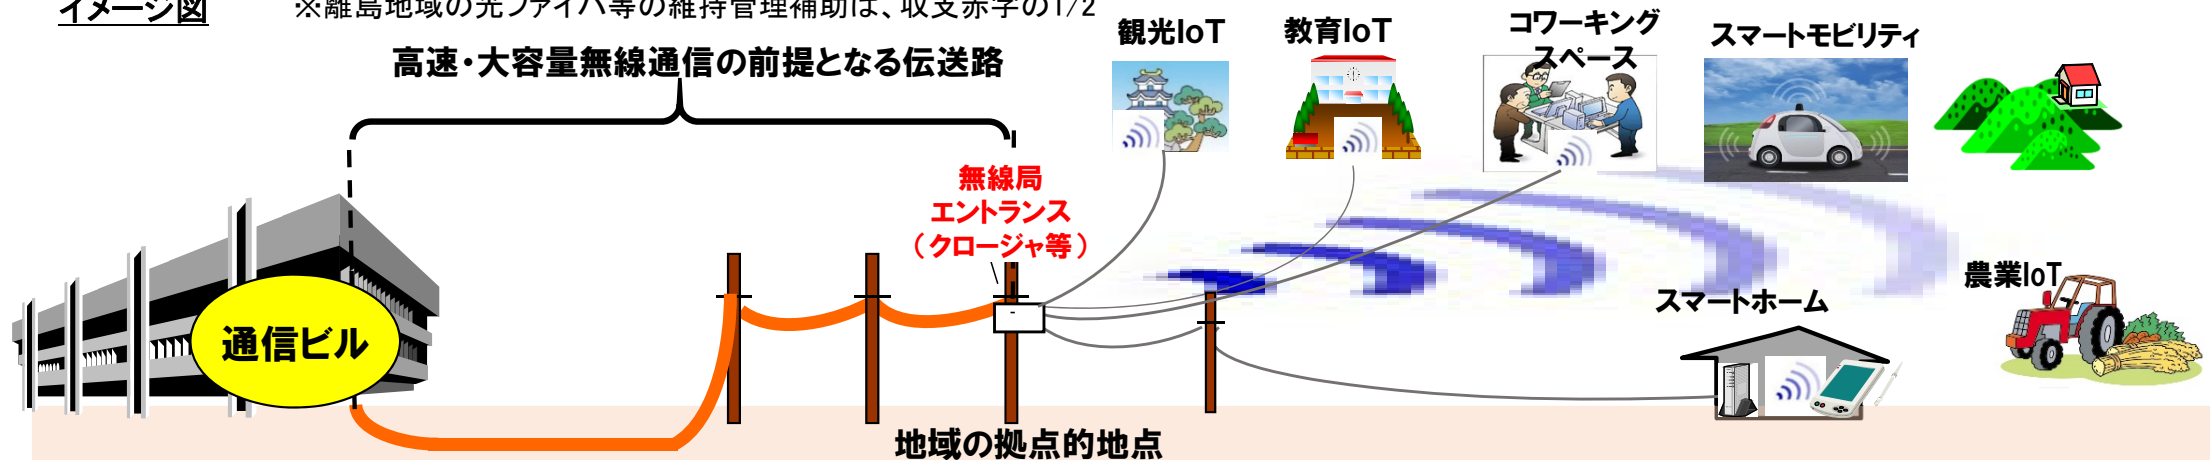 イメージ図
※離島地域の光ファイバ等の維持管理補助は、収支赤字の1/2
高速・大容量無線通信の前提となる伝送路
観光IoT
教育IoT
コワーキング
スペース
スマートモビリティ
無線局
エントランス
（クロージャ等）
通信ビル
農業IoT
スマートホーム
地域の拠点的地点